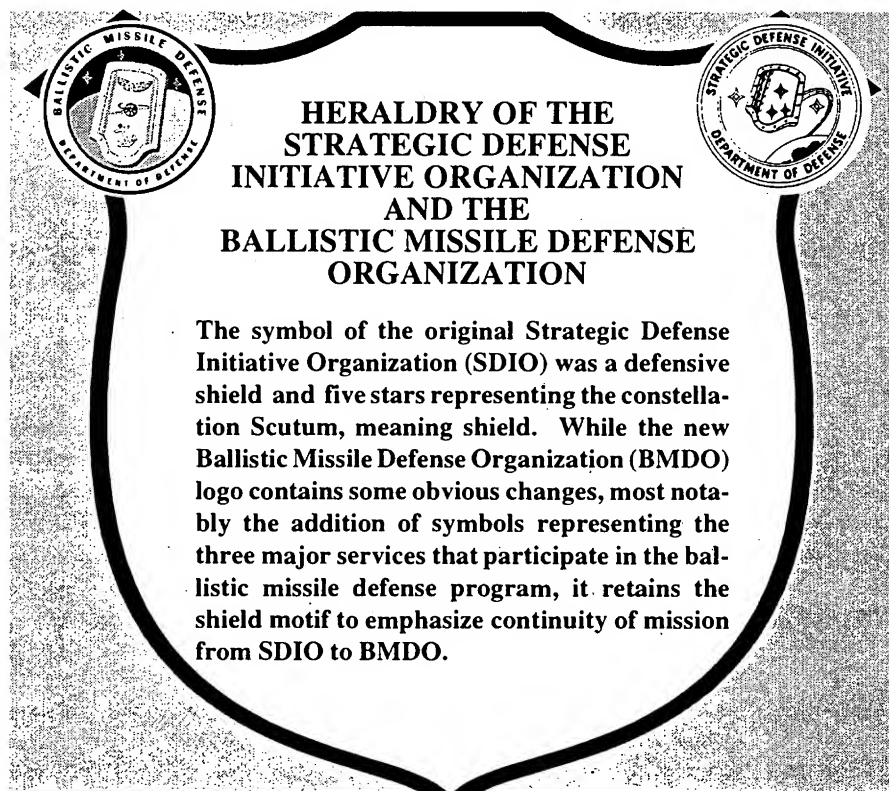 BALLISTIC MISSILE DEFENSE
DEPARTMENT OF DEFENSE
STRATEGIC DEFENSE INITIATIVE
DEPARTMENT OF DEFENSE
HERALDRY OF THE
STRATEGIC DEFENSE
INITIATIVE ORGANIZATION
AND THE
BALLISTIC MISSILE DEFENSE
ORGANIZATION
The symbol of the original Strategic Defense
Initiative Organization (SDIO) was a defensive
shield and five stars representing the constella-
tion Scutum, meaning shield. While the new
Ballistic Missile Defense Organization (BMDO)
logo contains some obvious changes, most nota-
bly the addition of symbols representing the
three major services that participate in the bal-
listic missile defense program, it retains the
shield motif to emphasize continuity of mission
from SDIO to BMDO.